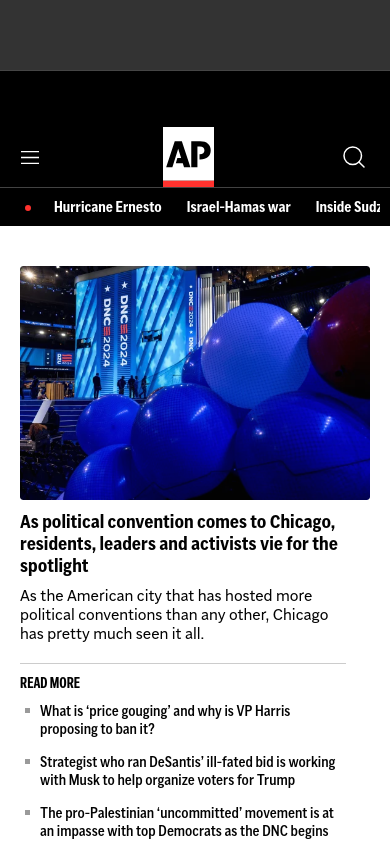 AP
Hurricane Ernesto
Israel-Hamas war
Inside
DNC 2024
DNC 2024
DNC 2024
As political convention comes to Chicago,
residents, leaders and activists vie for the
spotlight
As the American city that has hosted more
political conventions than any other, Chicago
has pretty much seen it all.
READ MORE
What is ‘price gouging’ and why is VP Harris
proposing to ban it?
Strategist who ran DeSantis’ ill-fated bid is working
with Musk to help organize voters for Trump
The pro-Palestinian ‘uncommitted’ movement is at
an impasse with top Democrats as the DNC begins